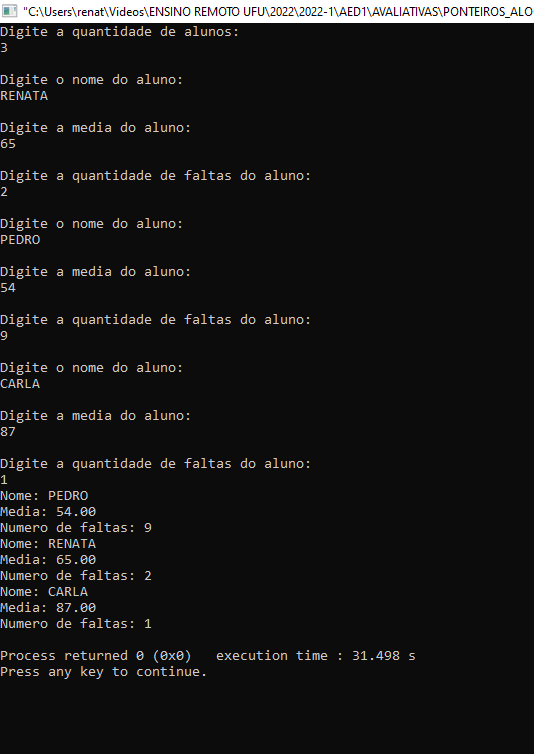 "C:\Users\renat\Videos\ENSINO REMOTO UFU\2022\2022-1\AED1\AVALIATIVAS\PONTEIROS_ALO
Digite a quantidade de alunos:
3
Digite o nome do aluno:
RENATA
Digite a media do aluno:
65
Digite a quantidade de faltas do aluno:
2
Digite o nome do aluno:
PEDRO
Digite a media do aluno:
54
Digite a quantidade de faltas do aluno:
9
Digite o nome do aluno:
CARLA
Digite a media do aluno:
87
Digite a quantidade de faltas do aluno:
1
Nome: PEDRO
Media: 54.00
Numero de faltas: 9
Nome: RENATA
Media: 65.00
Numero de faltas: 2
Nome: CARLA
Media: 87.00
Numero de faltas: 1
Process returned 0 (0x0)   execution time : 31.498 s
Press any key to continue.